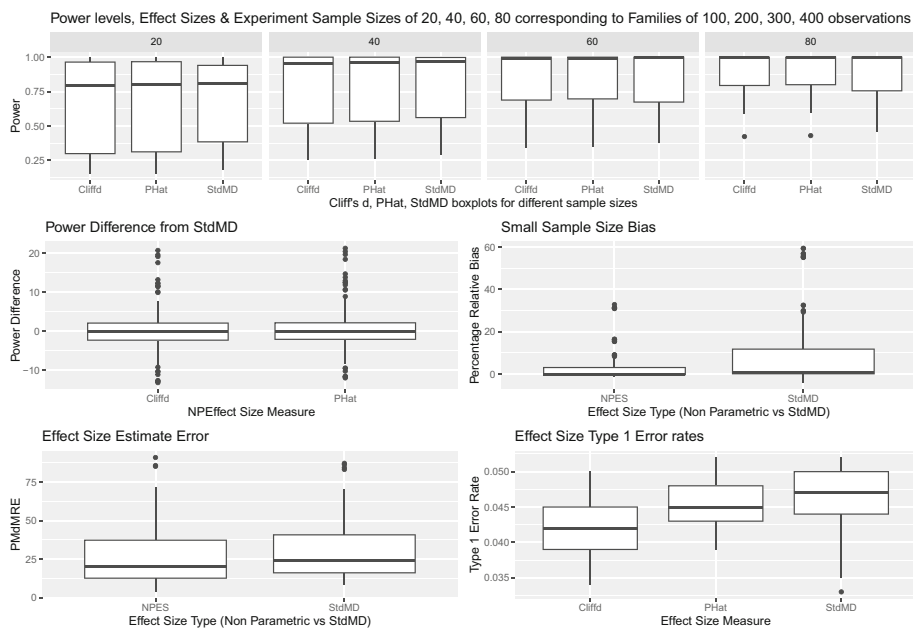 Power levels, Effect Sizes & Experiment Sample Sizes of 20, 40, 60, 80 corresponding to Families of 100, 200, 300, 400 observations
20 40 60 80
Power
1.00
0.75
0.50
0.25
Cliffd PHat StdMD Cliffd PHat StdMD Cliffd PHat StdMD Cliffd PHat StdMD
Cliff's d, PHat, StdMD boxplots for different sample sizes
Power Difference from StdMD
Power Difference
20
10
0
−10
Cliffd PHat
NPEffect Size Measure
Small Sample Size Bias
Percentage Relative Bias
60
40
20
0
NPES StdMD
Effect Size Type (Non Parametric vs StdMD)
Effect Size Estimate Error
PMdMRE
75
50
25
0
NPES StdMD
Effect Size Type (Non Parametric vs StdMD)
Effect Size Type 1 Error rates
Type 1 Error Rate
0.050
0.045
0.040
0.035
Cliffd PHat StdMD
Effect Size Measure